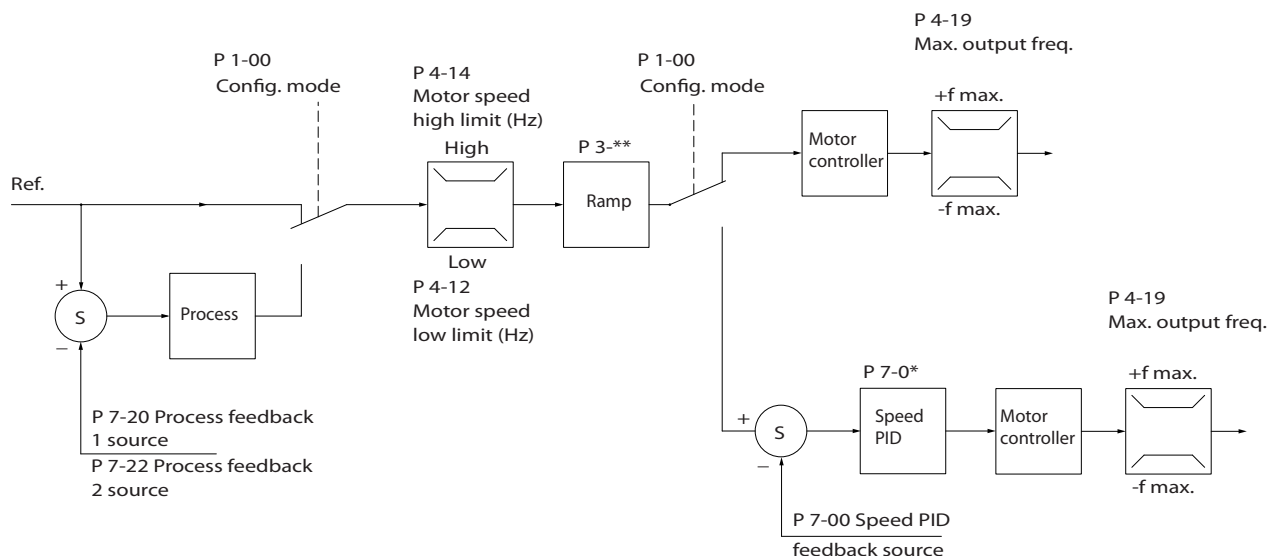 P 4-19
Max. output freq.
P 1-00
Config. mode
P 4-14
Motor speed
high limit (Hz)
P 1-00
Config. mode
+f max.
High
P 3-**
Motor
controller
Ref.
Ramp
-f max.
Low
P 4-12
Motor speed
low limit (Hz)
+
S
Process
_
P 4-19
Max. output freq.
P 7-0*
+f max.
P 7-20 Process feedback
1 source
+
S
Speed
PID
Motor
controller
_
P 7-22 Process feedback
2 source
-f max.
P 7-00 Speed PID
feedback source